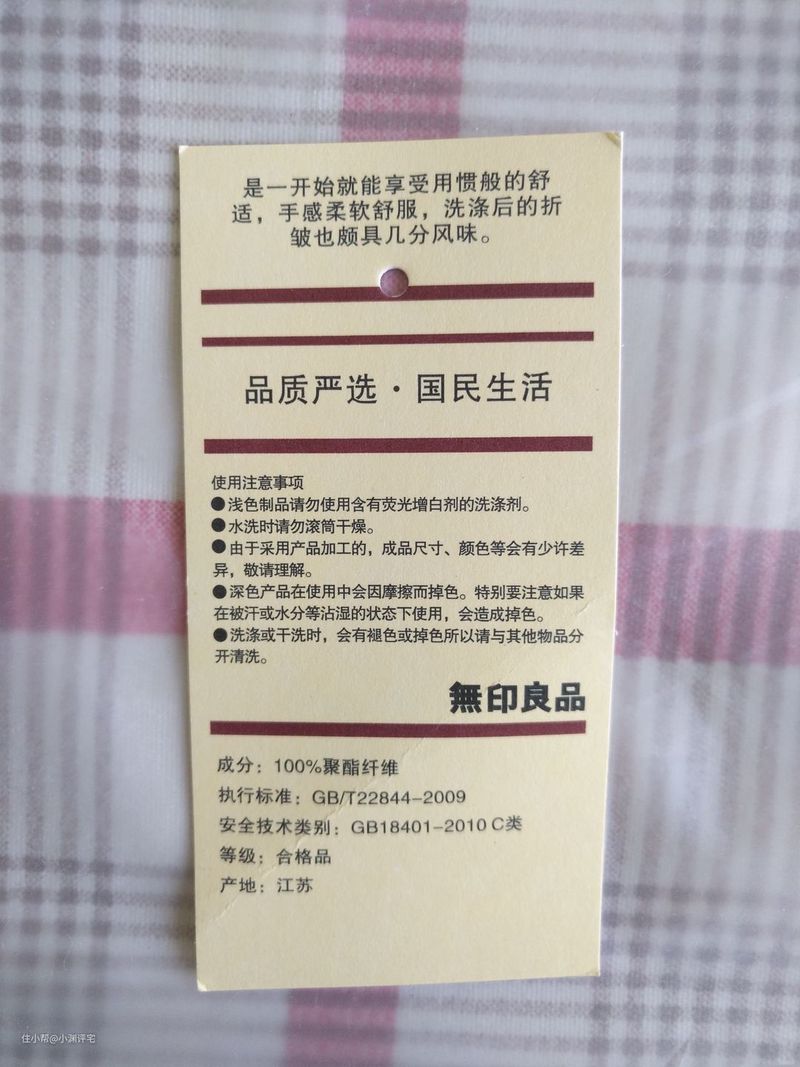 是一开始就能享受用惯般的舒
适，手感柔软舒服，洗涤后的折
皱也颇具几分风味。
品质严选·国民生活
使用注意事项
●浅色制品请勿使用含有荧光增白剂的洗涤剂。
●水洗时请勿滚筒干燥。
●由于采用产品加工的，成品尺寸、颜色等会有少许差
异，敬请理解。
●深色产品在使用中会因摩擦而掉色。特别要注意如果
在被汗或水分等沾湿的状态下使用，会造成掉色。
●洗涤或干洗时，会有褪色或掉色所以请与其他物品分
开清洗。
無印良品
成分：100%聚酯纤维
执行标准：GB/T22844-2009
安全技术类别：GB18401-2010 C类
等级：合格品
产地：江苏
住小帮@小渊评宅